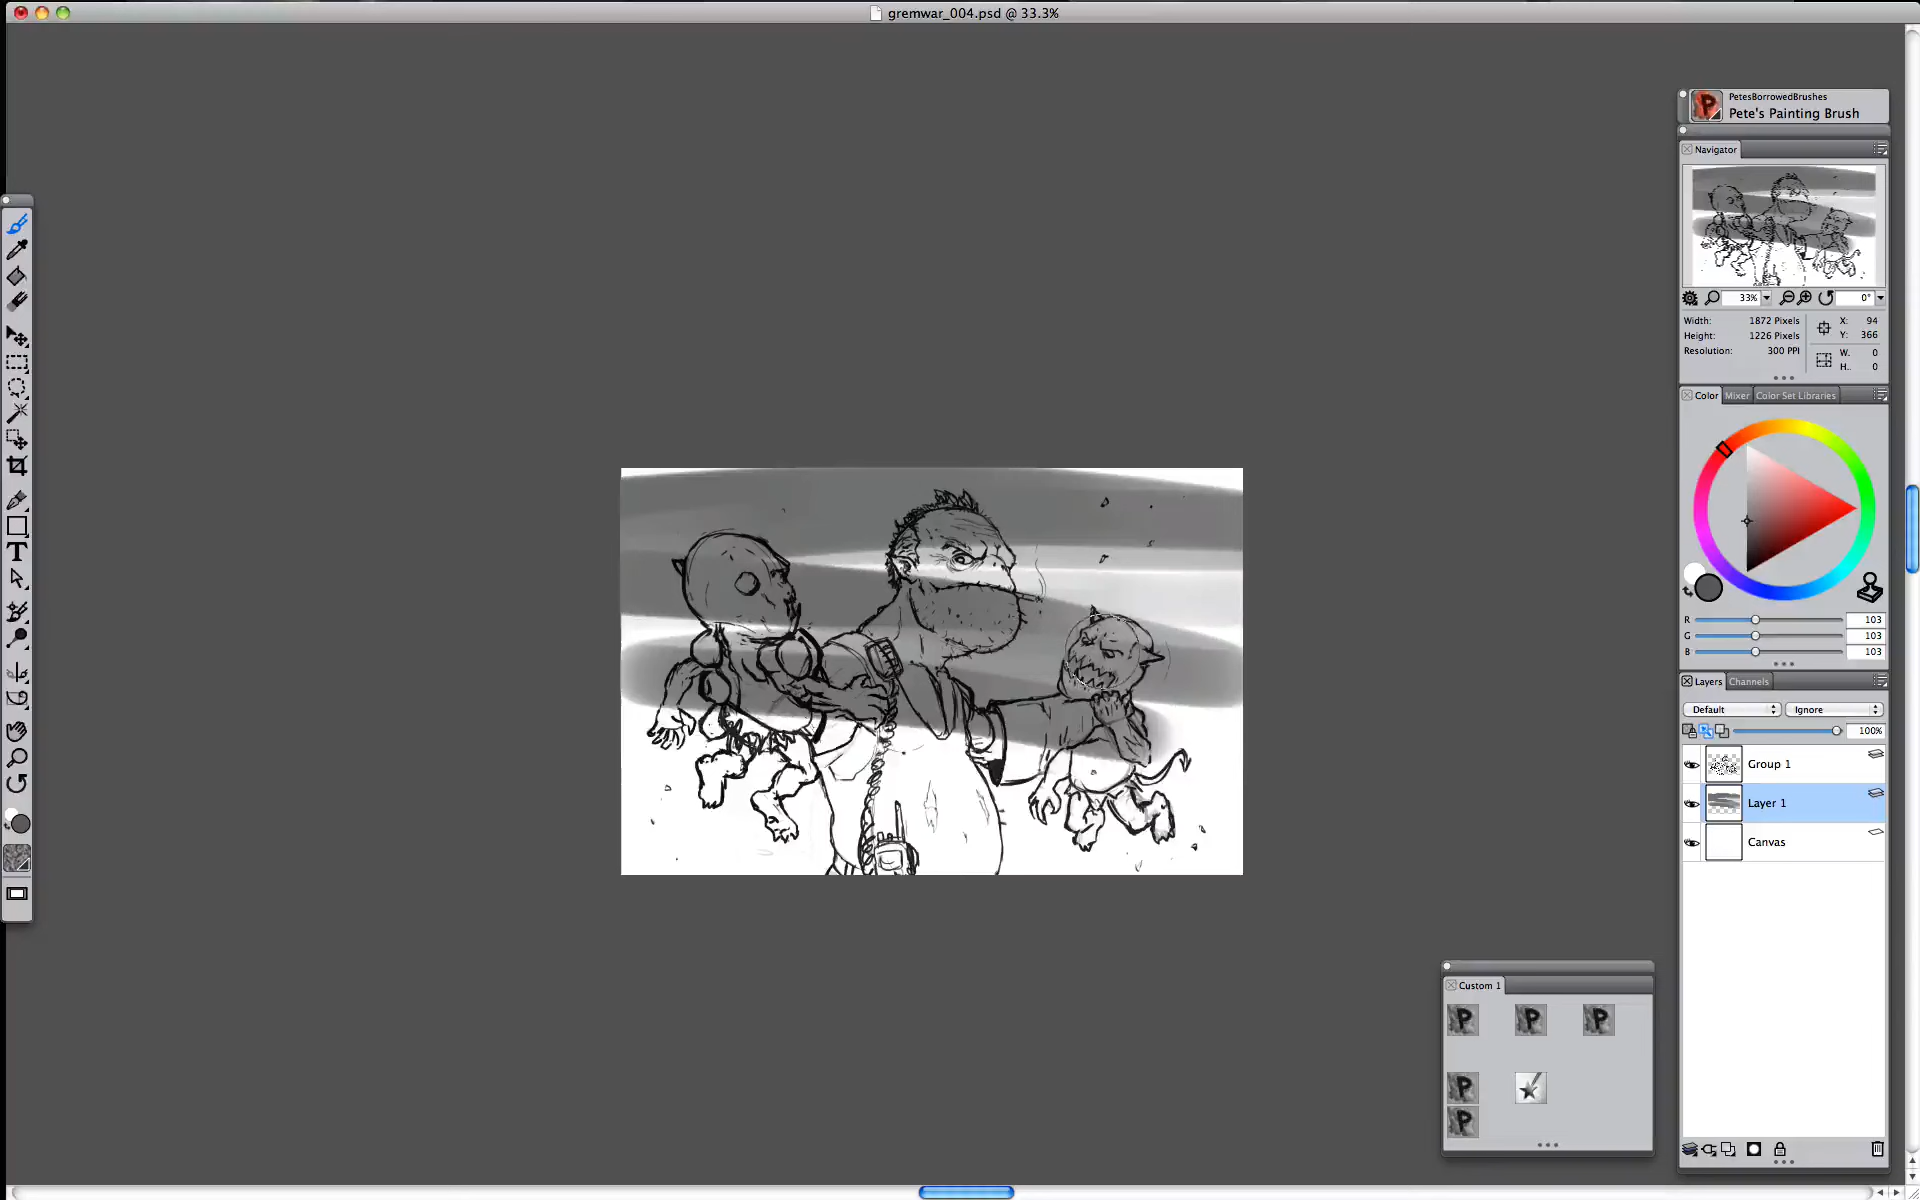 gremwar_004.psd @ 33.3%
PetesBorrowedBrushes
Pete's Painting Brush
Navigator
33%
0°
Width: 1872 Pixels
X: 94
Height: 1226 Pixels
Y: 366
Resolution: 300 PPI
W. 0
H.. 0
Color Mixer Color Set Libraries
R 103
G 103
B 103
Layers Channels
Default Ignore
100%
Group 1
Layer 1
Canvas
T
Custom 1
P P P
P
P